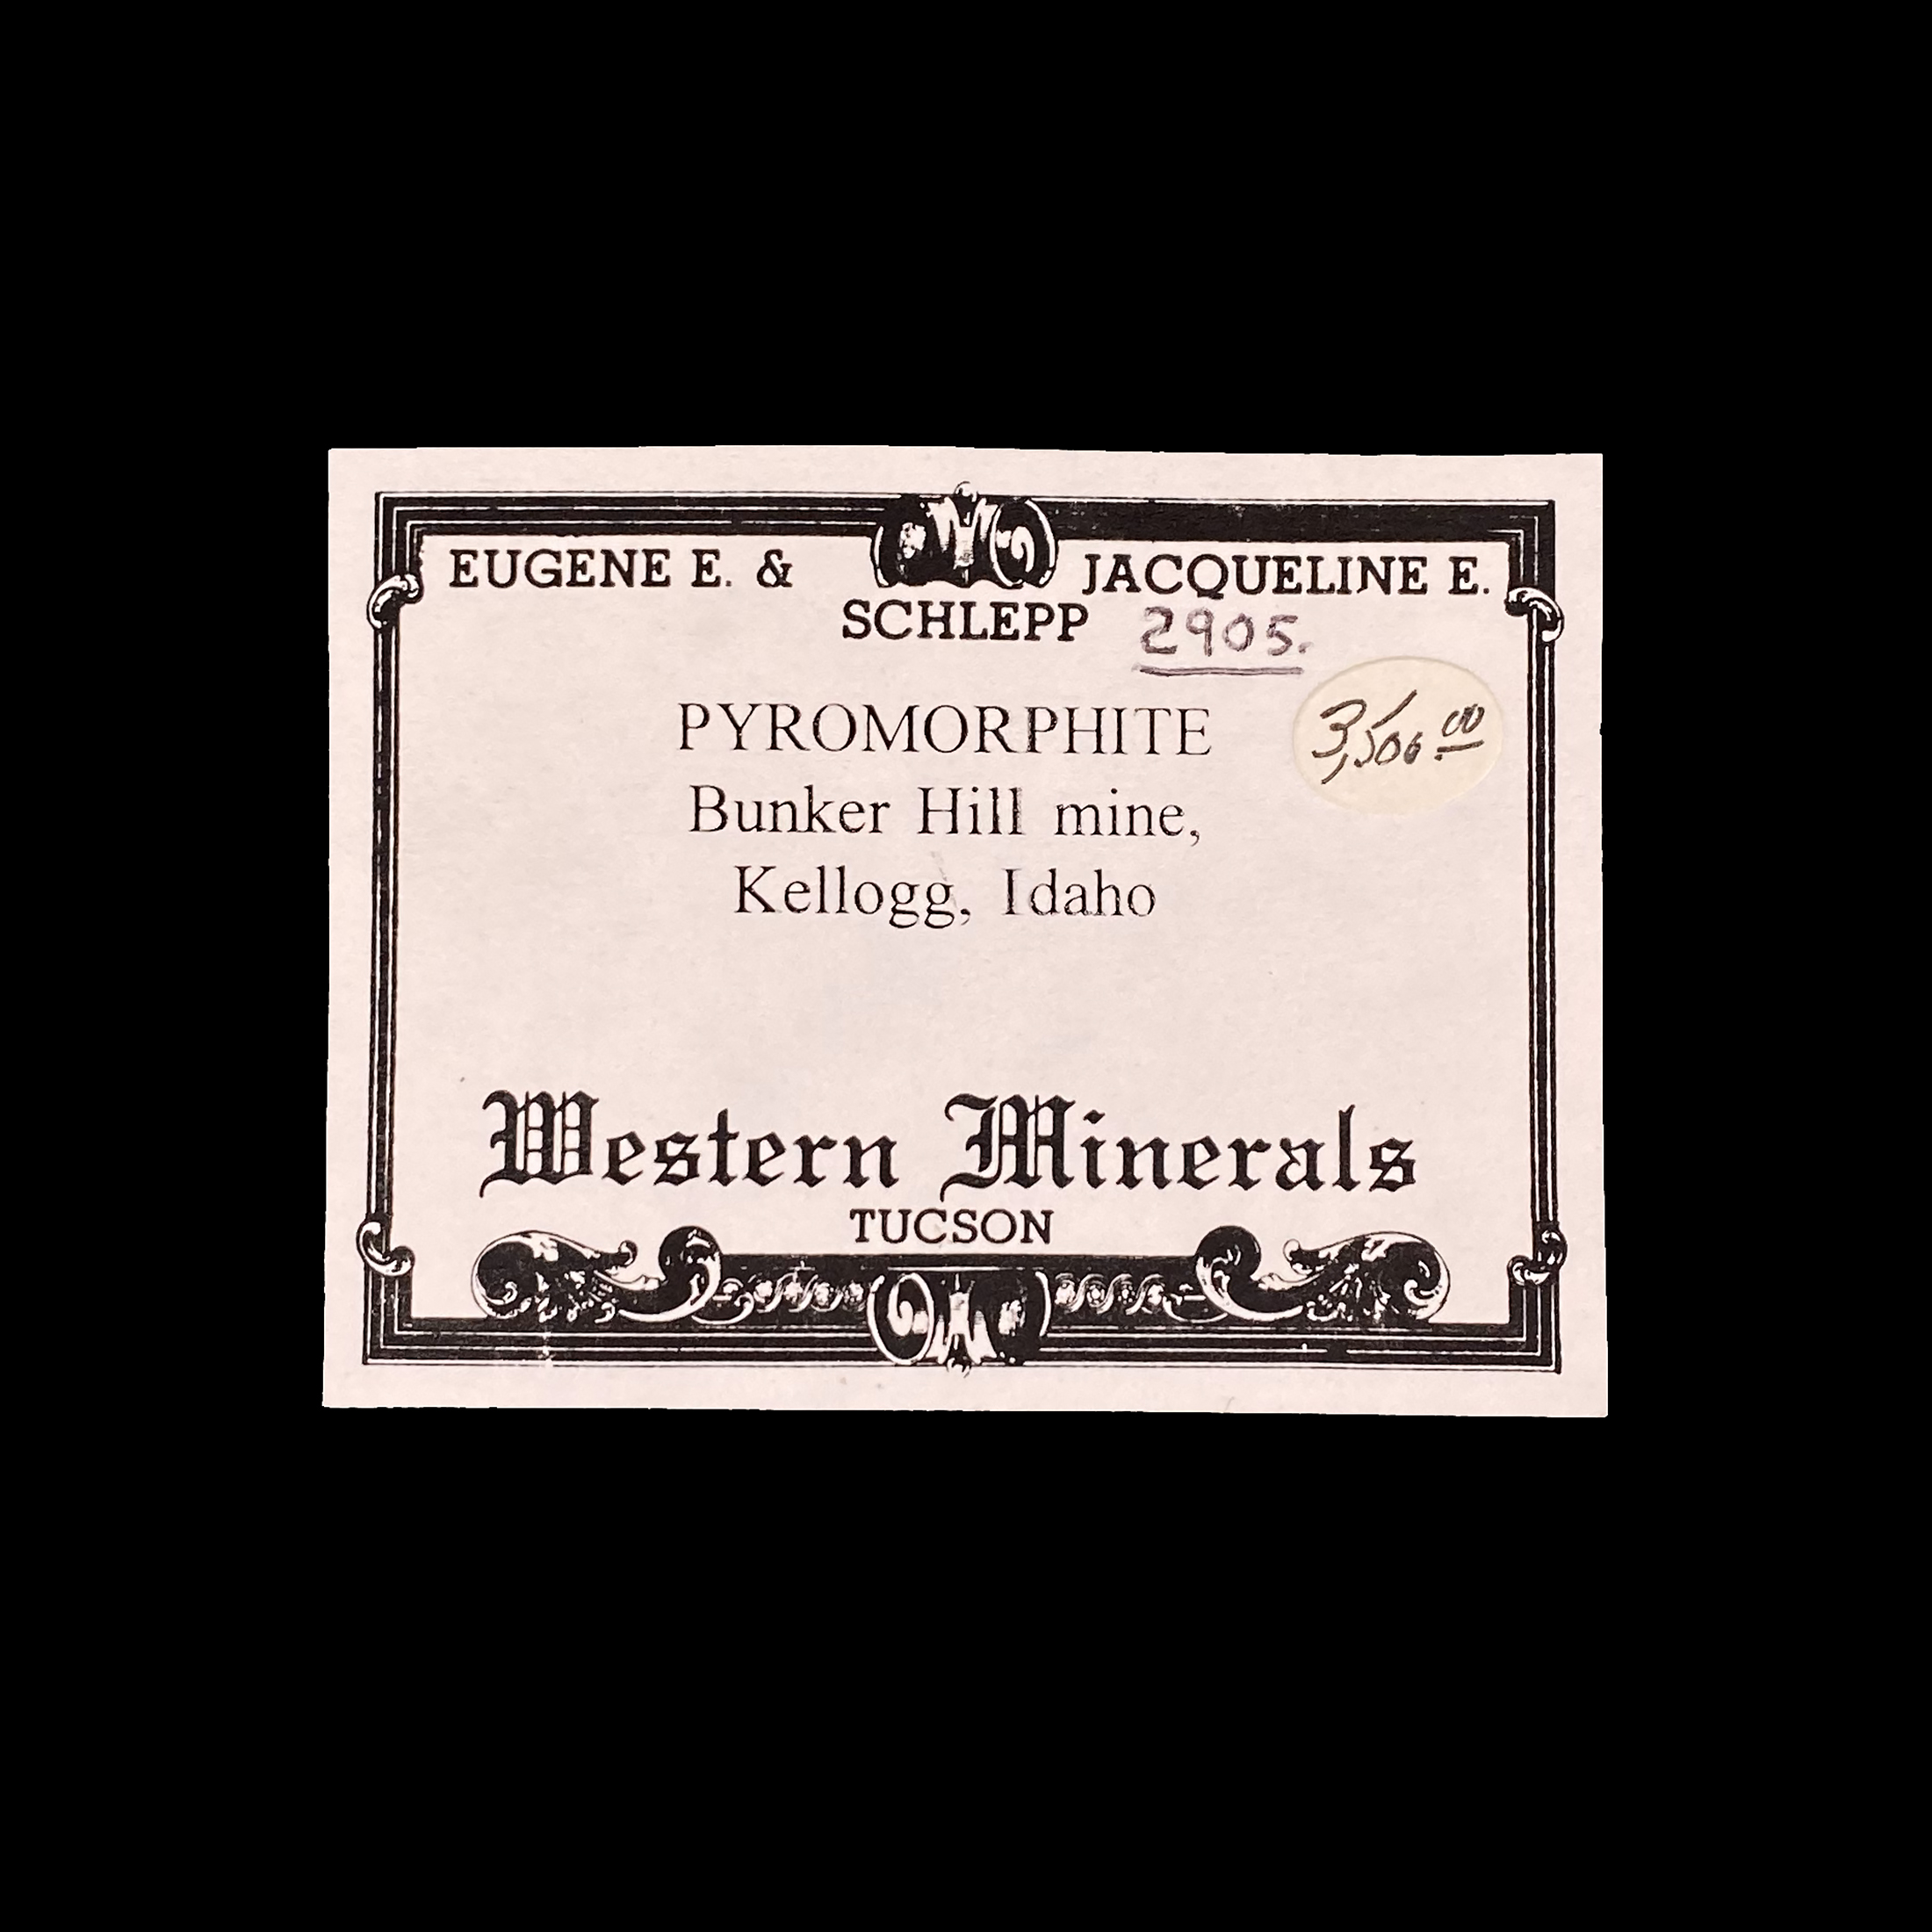 EUGENE E. & JACQUELINE E.
SCHLEPP 2905.
PYROMORPHITE 3,500.00
Bunker Hill mine,
Kellogg, Idaho
Western Minerals
TUCSON